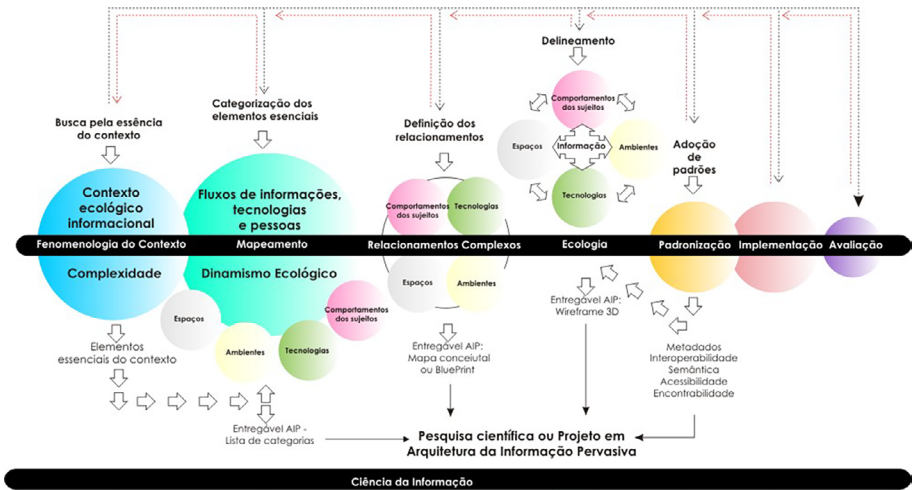 Delineamento
Categorização dos
elementos esenciais
Busca pela essência
do contexto
Definição dos
relacionamentos
Comportamentos
dos sujeitos
Espaços
Informação
Ambientes
Tecnologias
Adoção
de
padrões
Contexto
ecológico
informacional
Fluxos de informações,
tecnologias
e pessoas
Comportamentos
dos sujeitos
Tecnologias
Fenomenologia do Contexto
Mapeamento
Relacionamentos Complexos
Ecologia
Padronização
Implementação
Avaliação
Complexidade
Dinamismo Ecológico
Espaços
Ambientes
Espaços
Ambientes
Tecnologias
Comportamentos
dos sujeitos
Entregável AIP:
Wireframe 3D
Elementos
essenciais do contexto
Entregável AIP:
Mapa conceiutal
ou BluePrint
Metadados
Interoperabilidade
Semântica
Acessibilidade
Encontrabilidade
Entregável AIP -
Lista de categorias
Pesquisa científica ou Projeto em
Arquitetura da Informação Pervasiva
Ciência da Informação